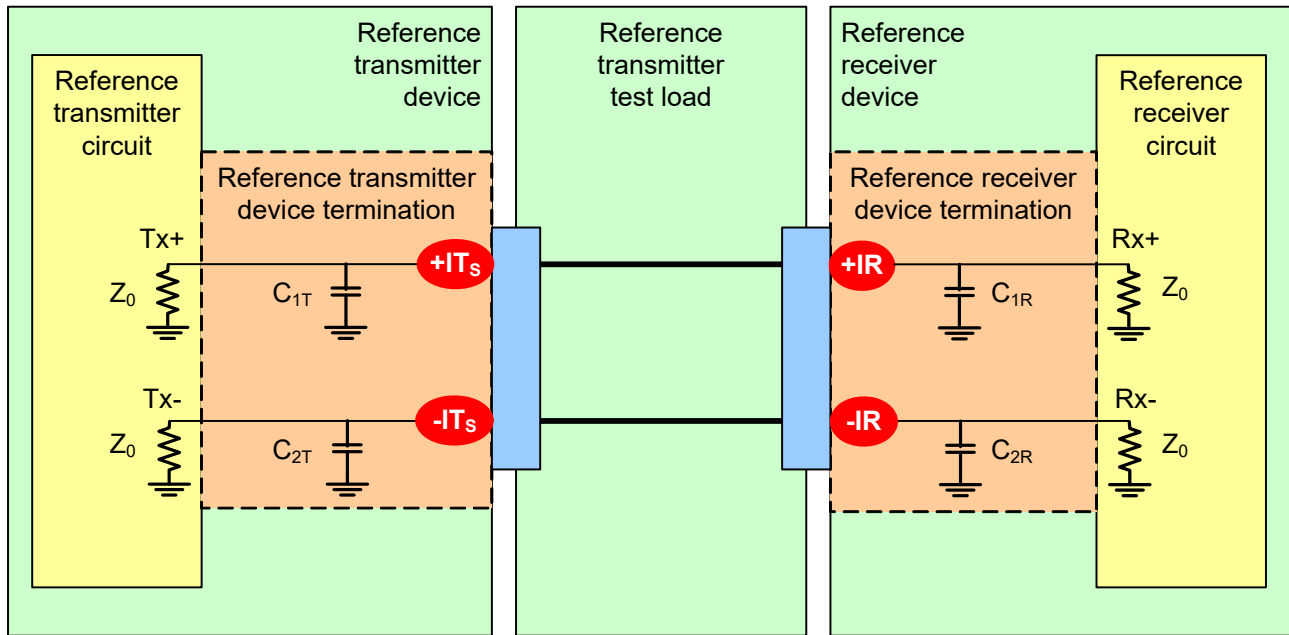 Reference
transmitter
device
Reference
transmitter
test load
Reference
receiver
device
Reference
transmitter
circuit
Reference
receiver
circuit
Reference transmitter
device termination
Reference receiver
device termination
Tx+
Z0
C1T
+ITS
+IR
C1R
Rx+
Z0
Tx-
Z0
C2T
-ITS
-IR
C2R
Rx-
Z0